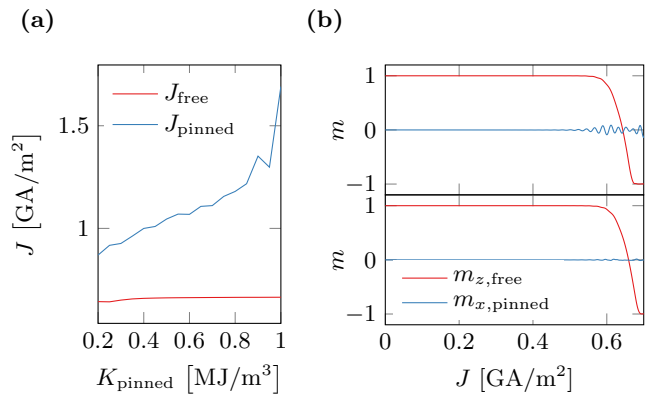 (a)
J_free
J_pinned
1.5
1
J [GA/m²]
0.2 0.4 0.6 0.8 1
K_pinned [MJ/m³]
(b)
1
0
−1
m
1
0
−1
m
m_z,free
m_x,pinned
0 0.2 0.4 0.6
J [GA/m²]